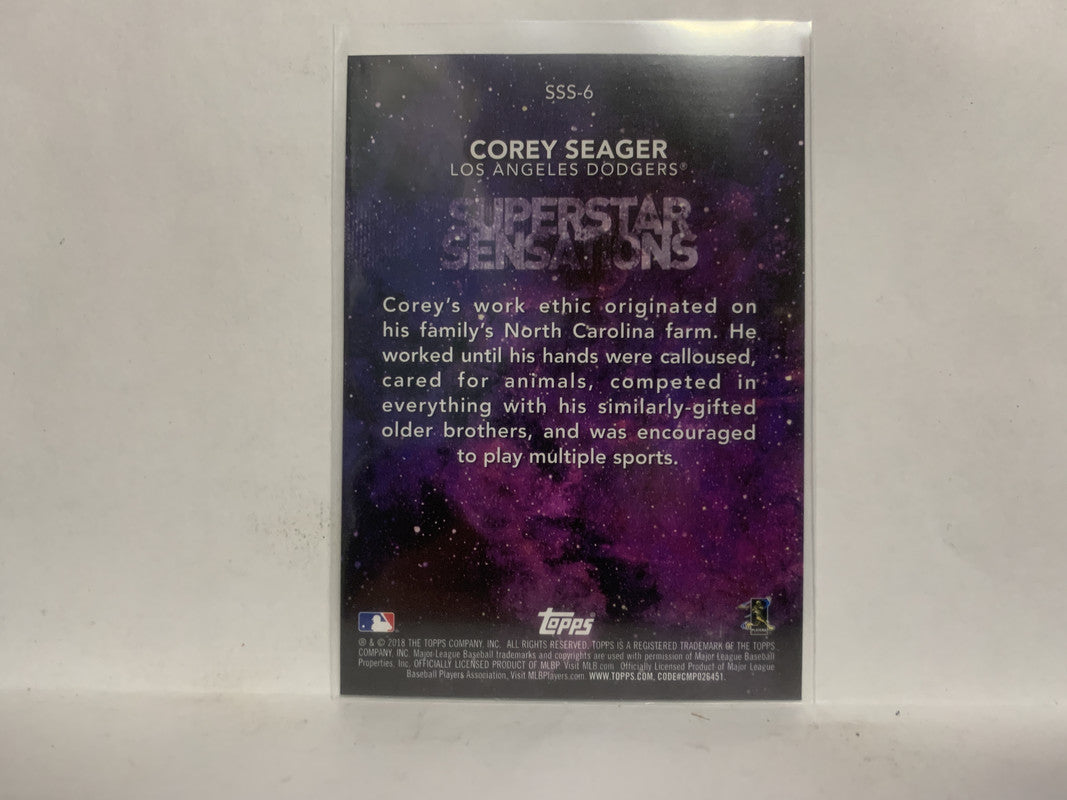 SSS-6
COREY SEAGER
LOS ANGELES DODGERS®
SUPERSTAR
SENSATIONS
Corey's work ethic originated on
his family's North Carolina farm. He
worked until his hands were calloused,
cared for animals, competed in
everything with his similarly-gifted
older brothers, and was encouraged
to play multiple sports.
Topps
® & © 2018 THE TOPPS COMPANY, INC. ALL RIGHTS RESERVED. TOPPS IS A REGISTERED TRADEMARK OF THE TOPPS
COMPANY, INC. Major League Baseball trademarks and copyrights are used with permission of Major League Baseball
Properties, Inc. OFFICIALLY LICENSED PRODUCT OF MLBP. Visit MLB.com. Officially Licensed Product of Major League
Baseball Players Association, Visit MLBPlayers.com. WWW.TOPPS.COM, CODE#CMP026451.